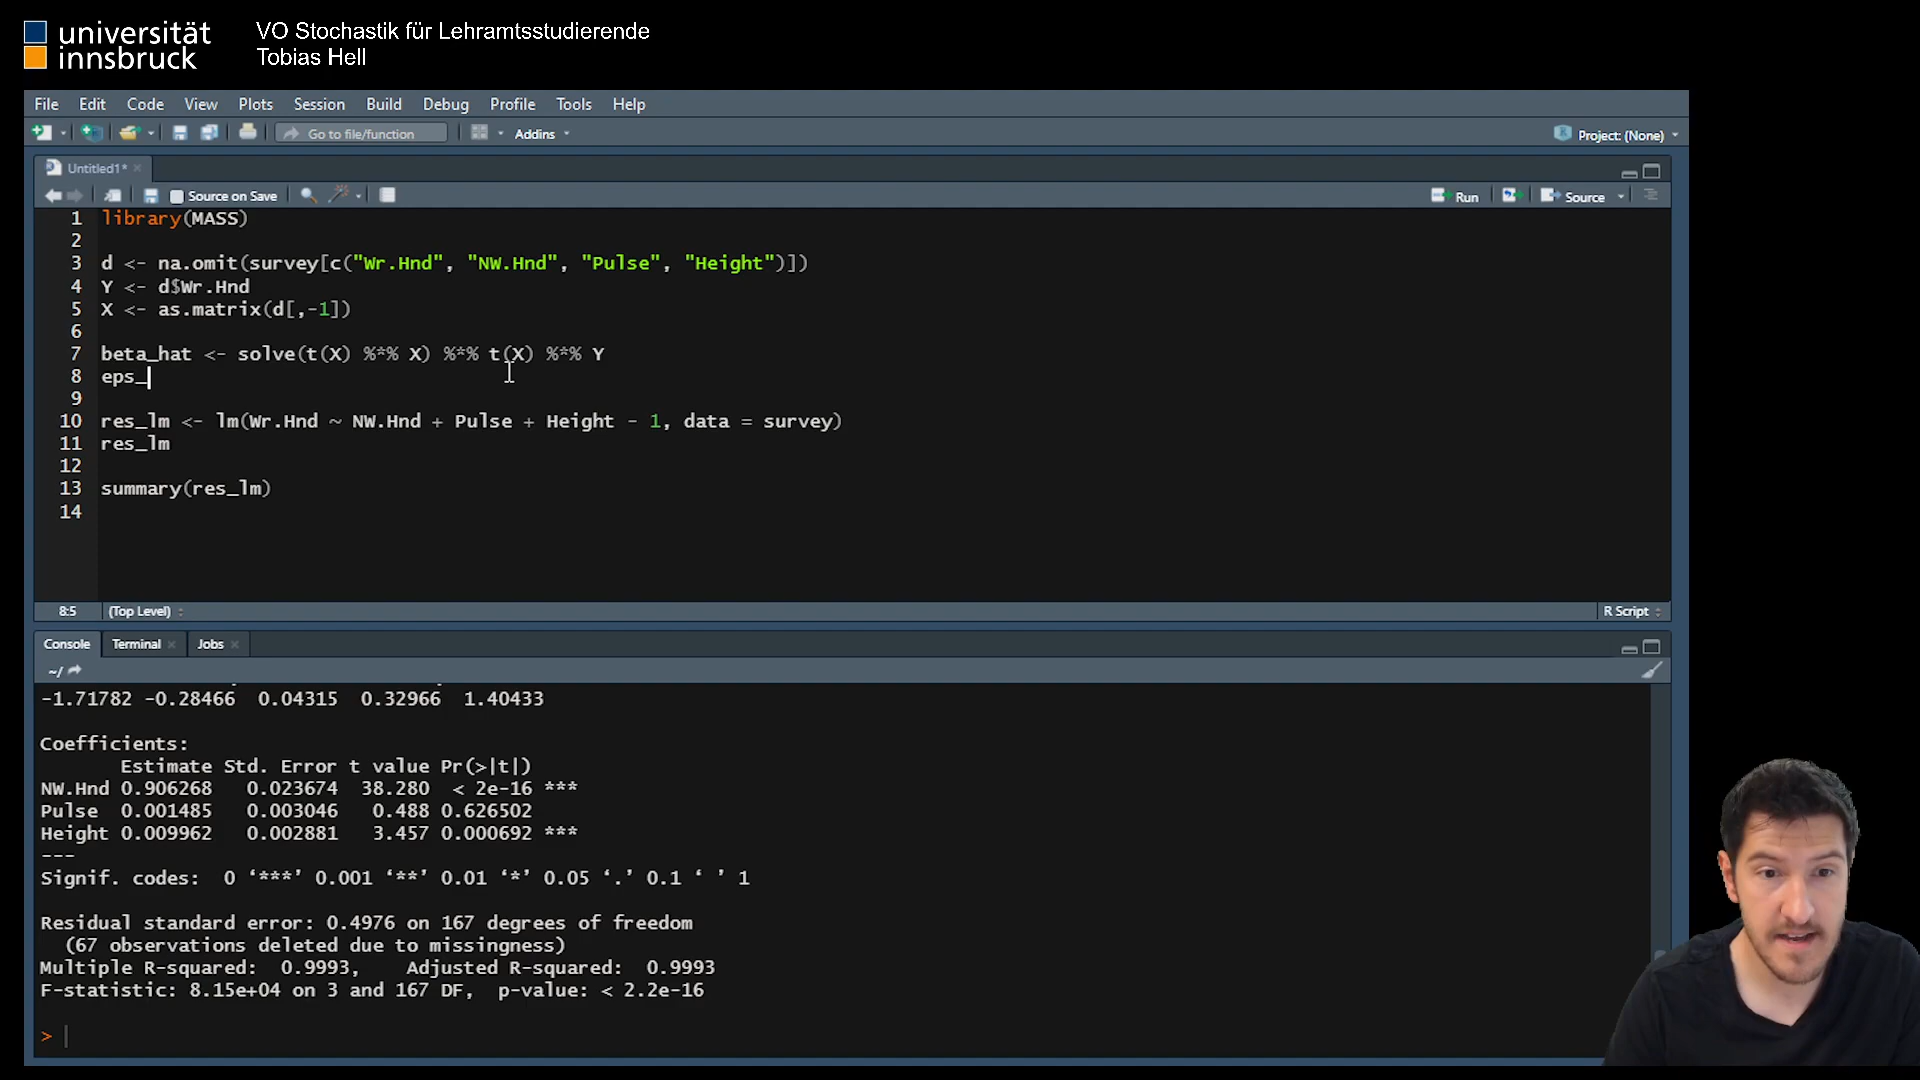 universität
innsbruck
VO Stochastik für Lehramtsstudierende
Tobias Hell
File Edit Code View Plots Session Build Debug Profile Tools Help
Go to file/function Addins Project: (None)
Untitled1*
Source on Save Run Source
1 library(MASS)
2
3 d <- na.omit(survey[c("Wr.Hnd", "NW.Hnd", "Pulse", "Height")])
4 Y <- d$Wr.Hnd
5 X <- as.matrix(d[,-1])
6
7 beta_hat <- solve(t(X) %*% X) %*% t(X) %*% Y
8 eps_
9
10 res_lm <- lm(Wr.Hnd ~ NW.Hnd + Pulse + Height - 1, data = survey)
11 res_lm
12
13 summary(res_lm)
14
8:5 (Top Level) R Script
Console Terminal Jobs
~/
-1.71782 -0.28466 0.04315 0.32966 1.40433
Coefficients:
Estimate Std. Error t value Pr(>|t|)
NW.Hnd 0.906268 0.023674 38.280 < 2e-16 ***
Pulse 0.001485 0.003046 0.488 0.626502
Height 0.009962 0.002881 3.457 0.000692 ***
---
Signif. codes: 0 ‘***’ 0.001 ‘**’ 0.01 ‘*’ 0.05 ‘.’ 0.1 ‘ ’ 1
Residual standard error: 0.4976 on 167 degrees of freedom
(67 observations deleted due to missingness)
Multiple R-squared: 0.9993, Adjusted R-squared: 0.9993
F-statistic: 8.15e+04 on 3 and 167 DF, p-value: < 2.2e-16
>